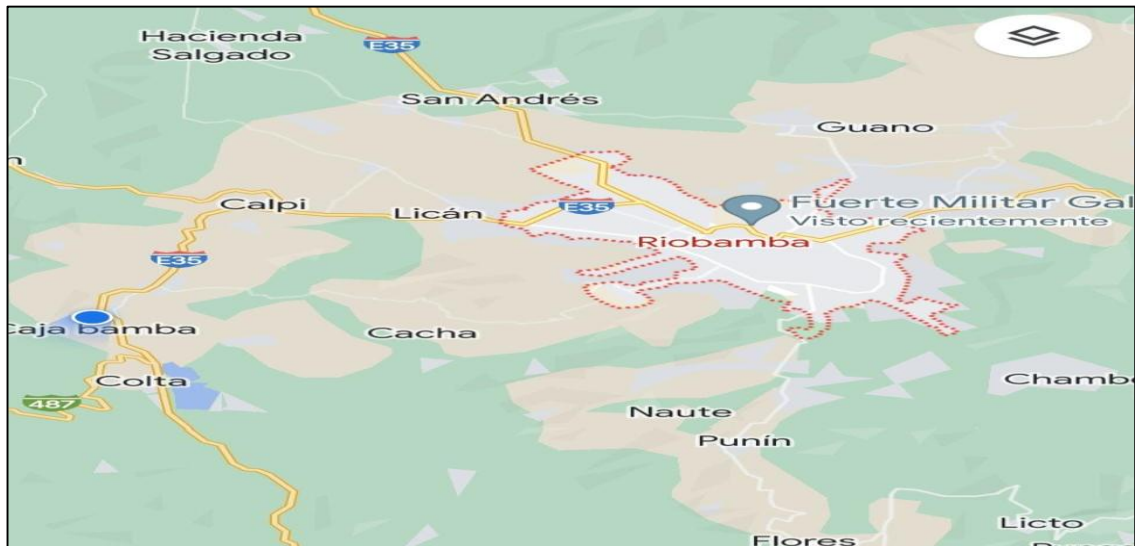 Hacienda
Salgado
E35
San Andrés
Guano
Calpi
Licán
E35
Fuerte Militar Gal
Visto recientemente
Riobamba
E35
Caja bamba
Cacha
Colta
Chambo
487
Naute
Punín
Licto
Flores